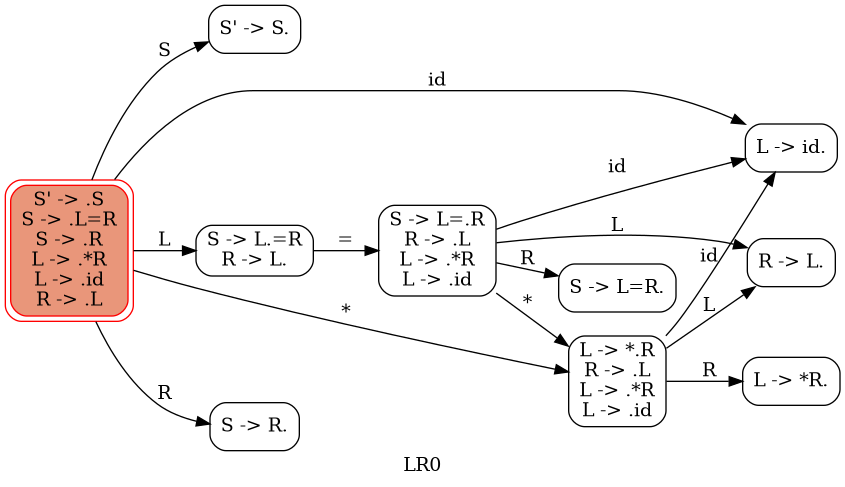 S' -> S.
S
id
L -> id.
S' -> .S
S -> .L=R
S -> .R
L -> .*R
L -> .id
R -> .L
L
S -> L.=R
R -> L.
=
S -> L=.R
R -> .L
L -> .*R
L -> .id
id
L
R
*
S -> L=R.
R -> L.
id
L
*
L -> *.R
R -> .L
L -> .*R
L -> .id
R
L -> *R.
R
S -> R.
LR0